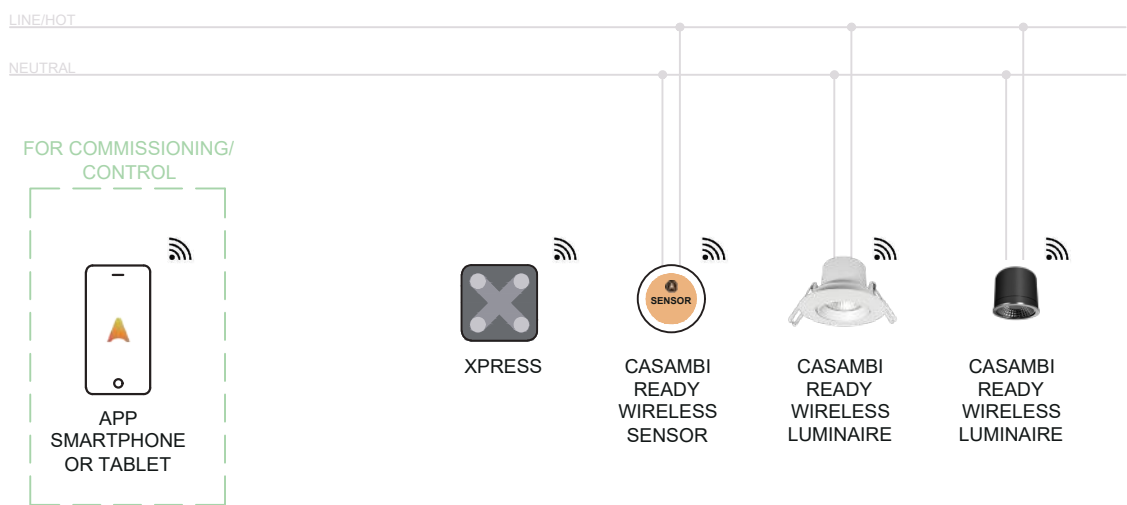 LINE/HOT
NEUTRAL
FOR COMMISSIONING/
CONTROL
APP
SMARTPHONE
OR TABLET
XPRESS
SENSOR
CASAMBI
READY
WIRELESS
SENSOR
CASAMBI
READY
WIRELESS
LUMINAIRE
CASAMBI
READY
WIRELESS
LUMINAIRE